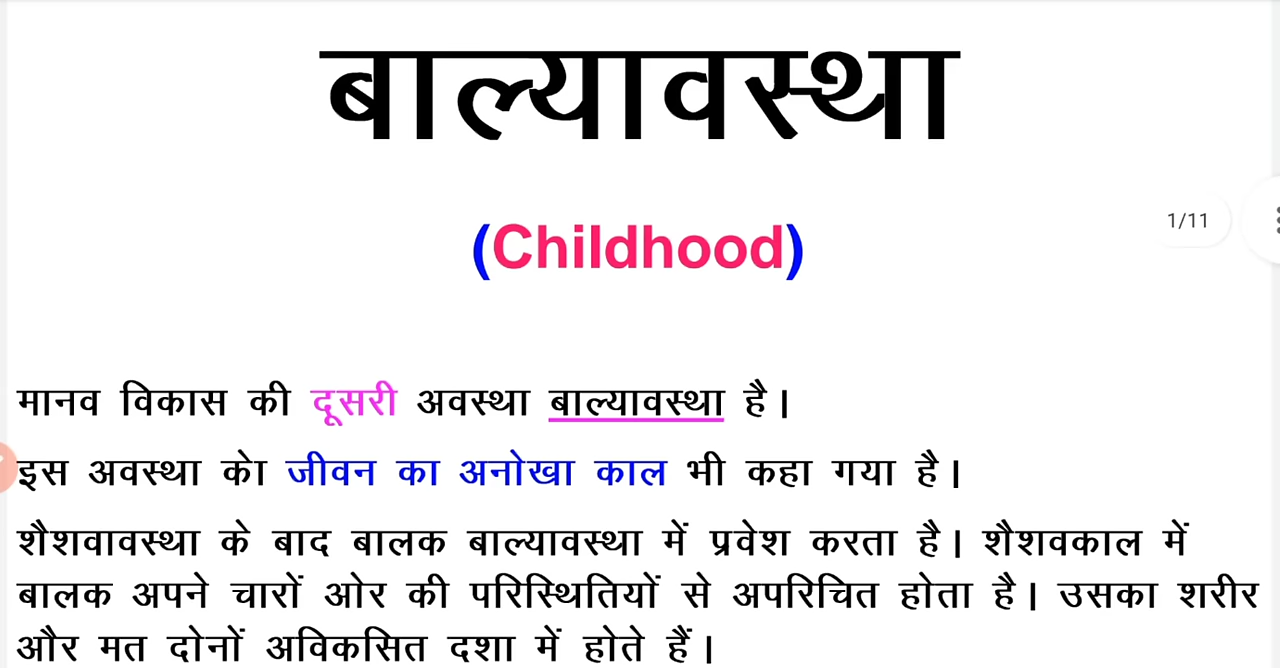 बाल्यावस्था
(Childhood)
1/11
मानव विकास की दूसरी अवस्था बाल्यावस्था है।
इस अवस्था केा जीवन का अनोखा काल भी कहा गया है।
शैशवावस्था के बाद बालक बाल्यावस्था में प्रवेश करता है। शैशवकाल में
बालक अपने चारों ओर की परिस्थितियों से अपरिचित होता है। उसका शरीर
और मत दोनों अविकसित दशा में होते हैं।